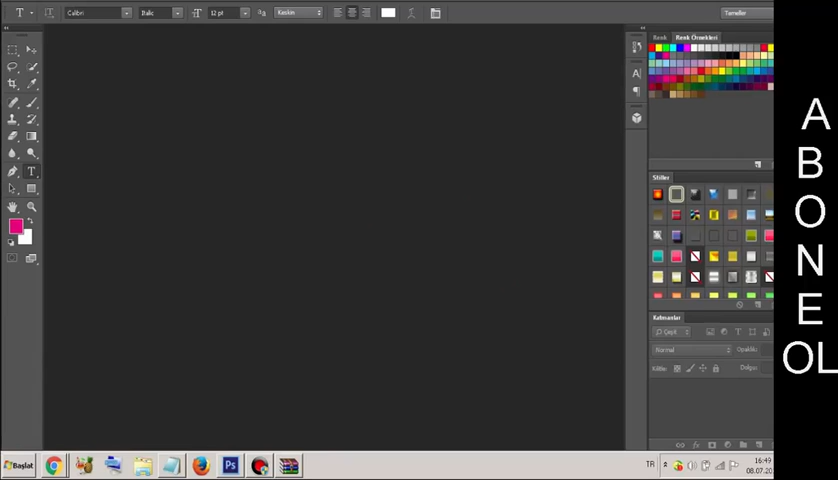 Calibri Italic 12 pt Keskin Temeller
Renk Renk Örnekleri
Stiller
Katmanlar
Çeşit
Normal Opaklık:
Kilitle: Dolgu:
A
B
O
N
E
OL
Başlat Ps TR 16:49
08.07.20